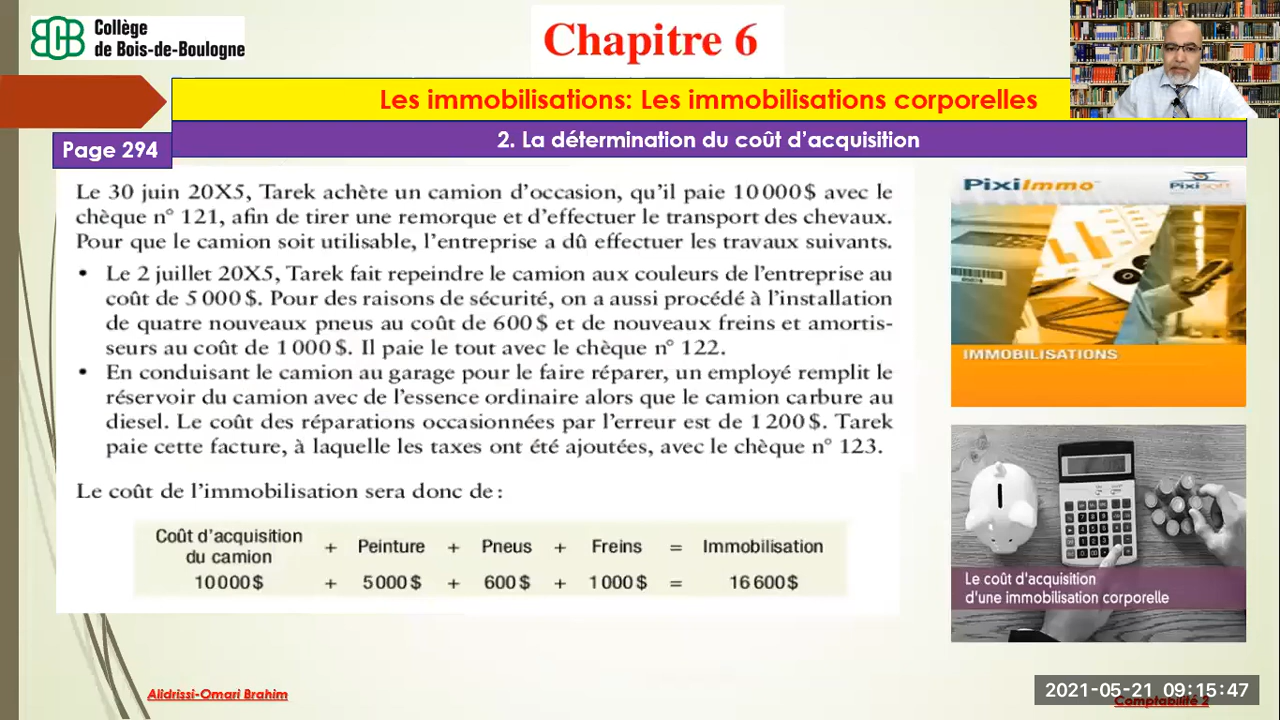 Collège
de Bois-de-Boulogne
Chapitre 6
Les immobilisations: Les immobilisations corporelles
2. La détermination du coût d'acquisition
Page 294
Le 30 juin 20X5, Tarek achète un camion d'occasion, qu'il paie 10 000 $ avec le
chèque n° 121, afin de tirer une remorque et d'effectuer le transport des chevaux.
Pour que le camion soit utilisable, l'entreprise a dû effectuer les travaux suivants.
• Le 2 juillet 20X5, Tarek fait repeindre le camion aux couleurs de l'entreprise au
coût de 5 000 $. Pour des raisons de sécurité, on a aussi procédé à l'installation
de quatre nouveaux pneus au coût de 600 $ et de nouveaux freins et amortis-
seurs au coût de 1 000 $. Il paie le tout avec le chèque n° 122.
• En conduisant le camion au garage pour le faire réparer, un employé remplit le
réservoir du camion avec de l'essence ordinaire alors que le camion carbure au
diesel. Le coût des réparations occasionnées par l'erreur est de 1 200 $. Tarek
paie cette facture, à laquelle les taxes ont été ajoutées, avec le chèque n° 123.
Le coût de l'immobilisation sera donc de :
Coût d'acquisition
du camion + Peinture + Pneus + Freins = Immobilisation
10 000 $ + 5 000 $ + 600 $ + 1 000 $ = 16 600 $
PixiImmo
Pixisoft
IMMOBILISATIONS
Le coût d'acquisition
d'une immobilisation corporelle
Alidrissi-Omari Brahim
2021-05-21 09:15:47
Comptabilité 2